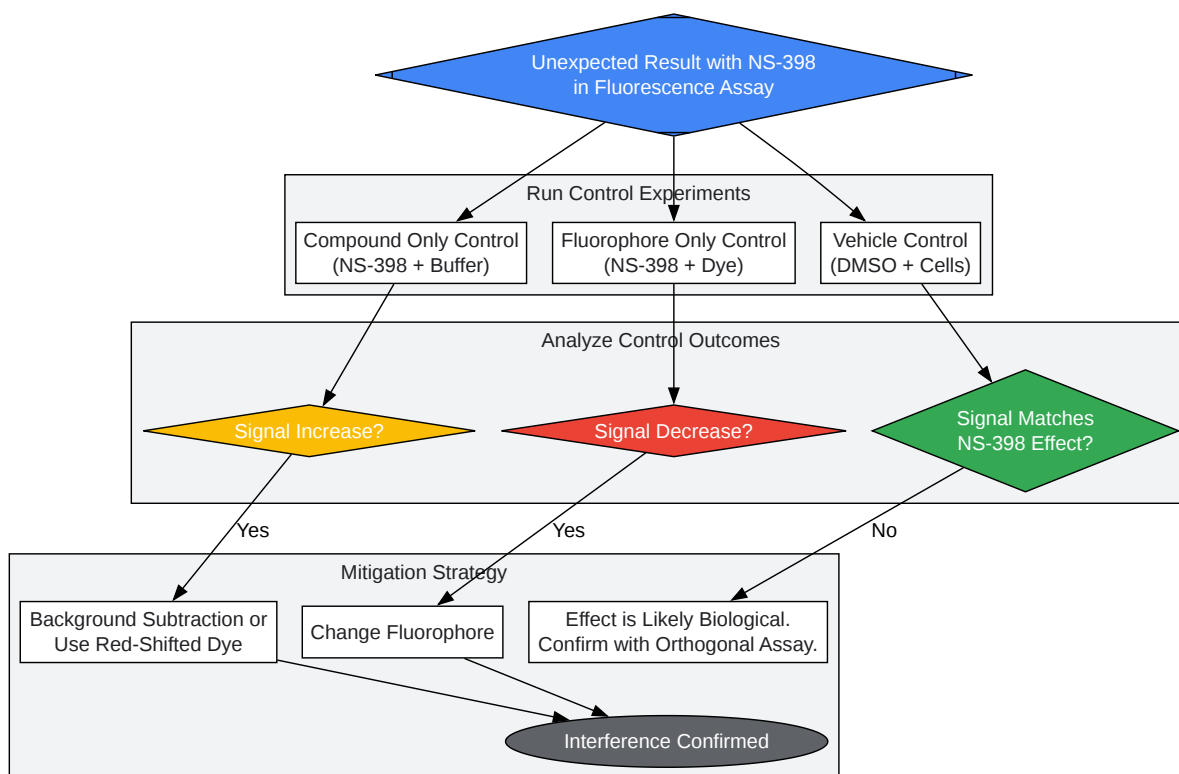 Unexpected Result with NS-398
in Fluorescence Assay
Run Control Experiments
Compound Only Control
(NS-398 + Buffer)
Fluorophore Only Control
(NS-398 + Dye)
Vehicle Control
(DMSO + Cells)
Analyze Control Outcomes
Signal Increase?
Signal Decrease?
Signal Matches
NS-398 Effect?
Yes
Yes
No
Mitigation Strategy
Background Subtraction or
Use Red-Shifted Dye
Change Fluorophore
Effect is Likely Biological.
Confirm with Orthogonal Assay.
Interference Confirmed